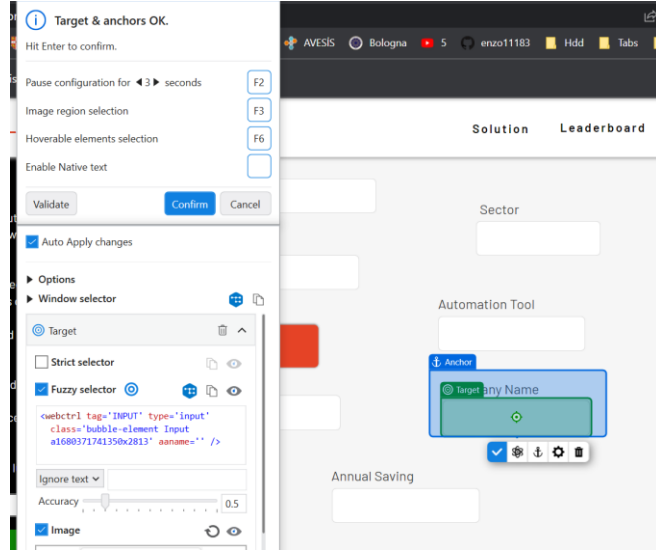 Target & anchors OK.
Hit Enter to confirm.
Pause configuration for 3 seconds F2
Image region selection F3
Hoverable elements selection F6
Enable Native text
Validate Confirm Cancel
Auto Apply changes
Options
Window selector
Target
Strict selector
Fuzzy selector
<webctrl tag='INPUT' type='input'
class='bubble-element Input
a1680371741350x2813' aaname='' />
Ignore text
Accuracy 0.5
Image
AVESİS Bologna 5 enzo11183 Hdd Tabs
Solution Leaderboard
Sector
Automation Tool
Anchor
Target any Name
Annual Saving